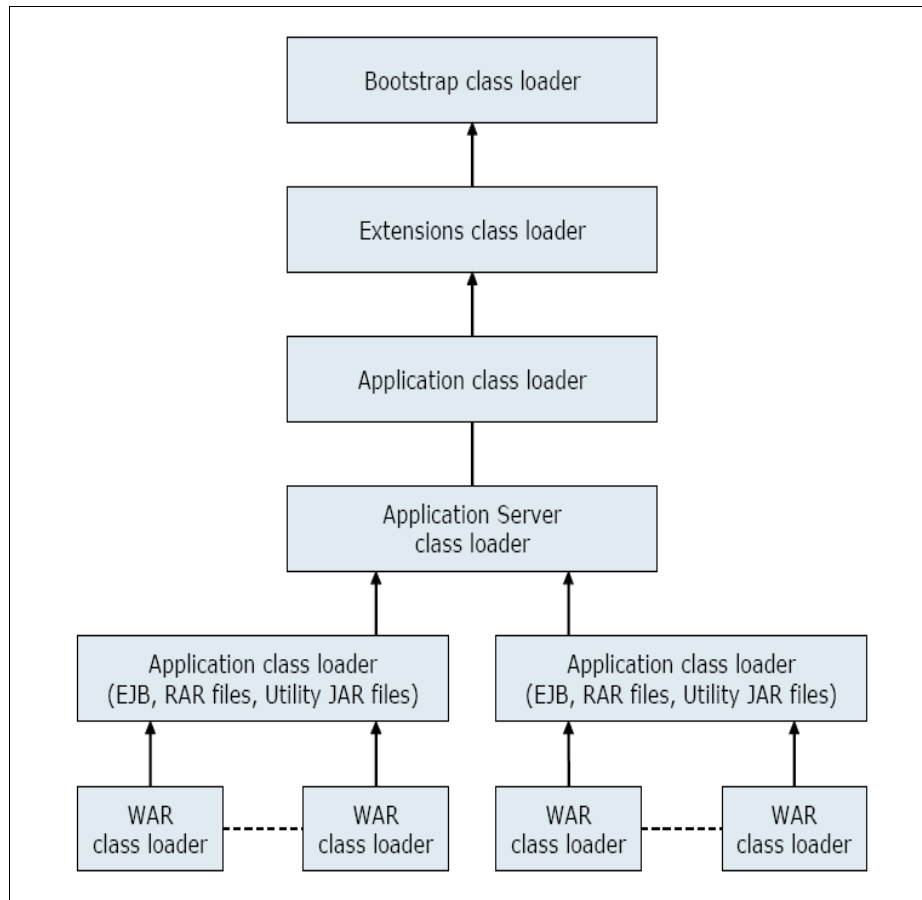 Bootstrap class loader
Extensions class loader
Application class loader
Application Server
class loader
Application class loader
(EJB, RAR files, Utility JAR files)
Application class loader
(EJB, RAR files, Utility JAR files)
WAR
class loader
WAR
class loader
WAR
class loader
WAR
class loader